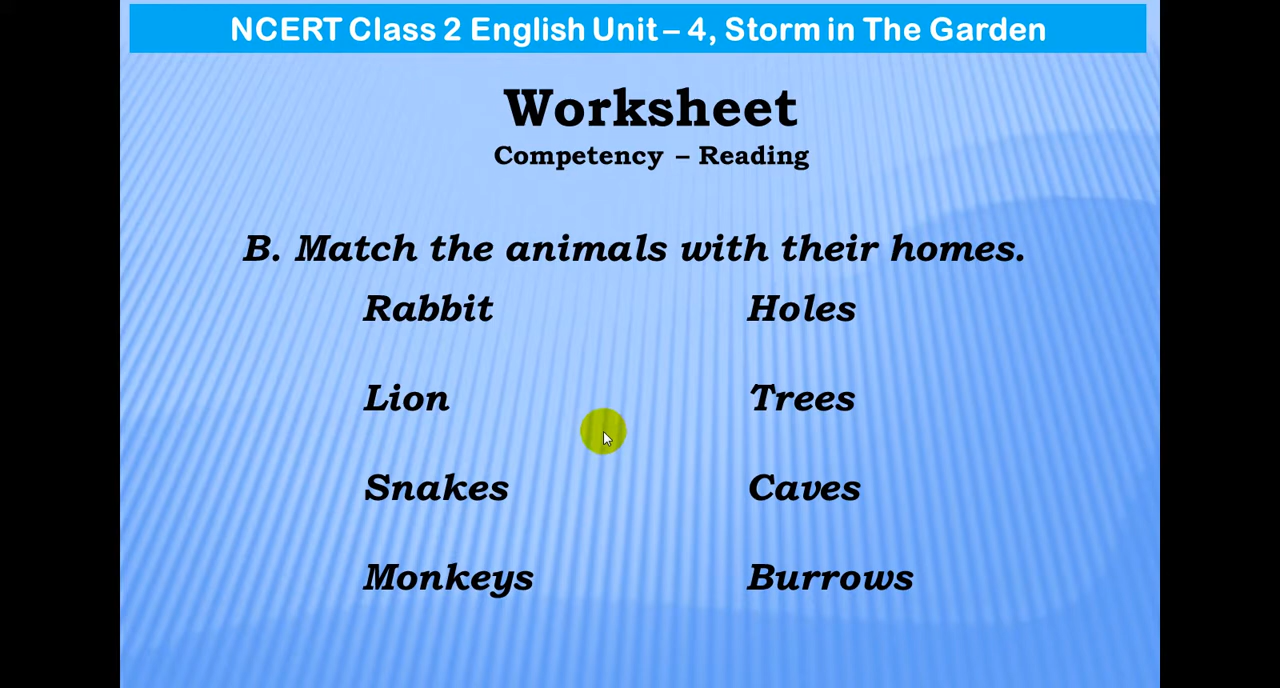 NCERT Class 2 English Unit – 4, Storm in The Garden
Worksheet
Competency – Reading
B. Match the animals with their homes.
Rabbit Holes
Lion Trees
Snakes Caves
Monkeys Burrows